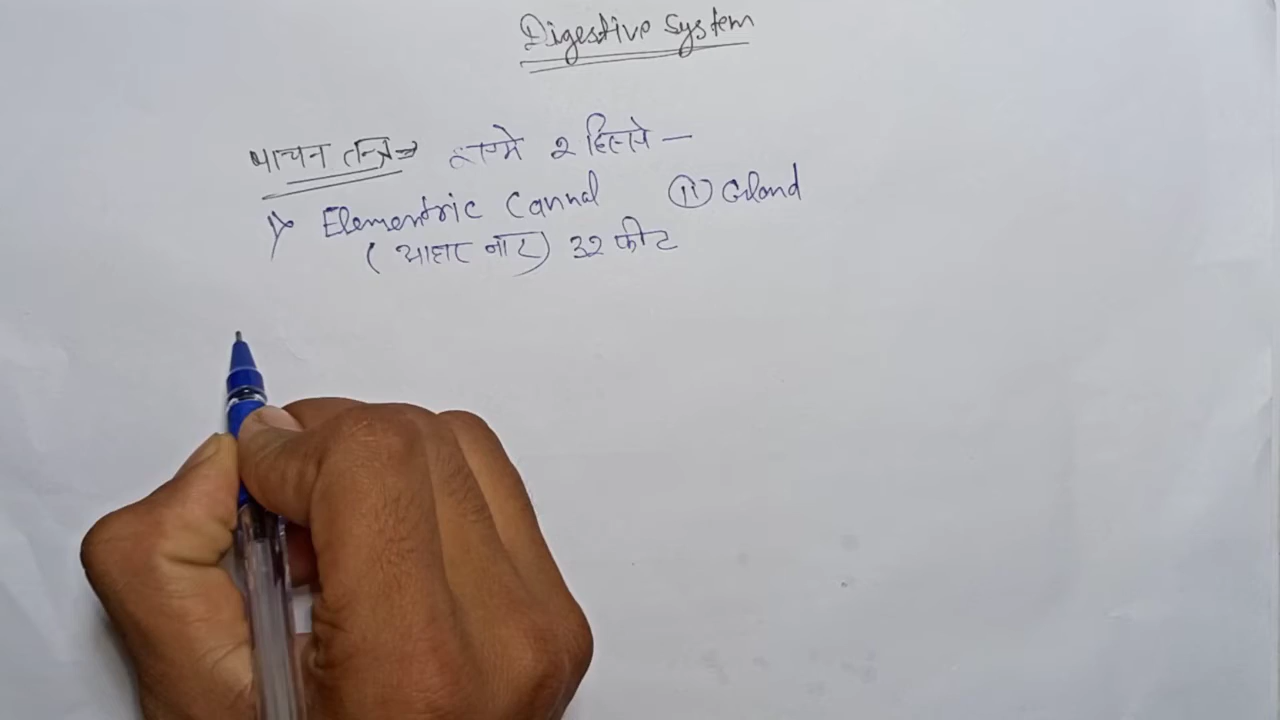 Digestive System
पाचन तन्त्र ⇒ इसमे 2 हिस्से —
Elementric Cannal (ii) Gland
(आहार नाल) 32 फीट